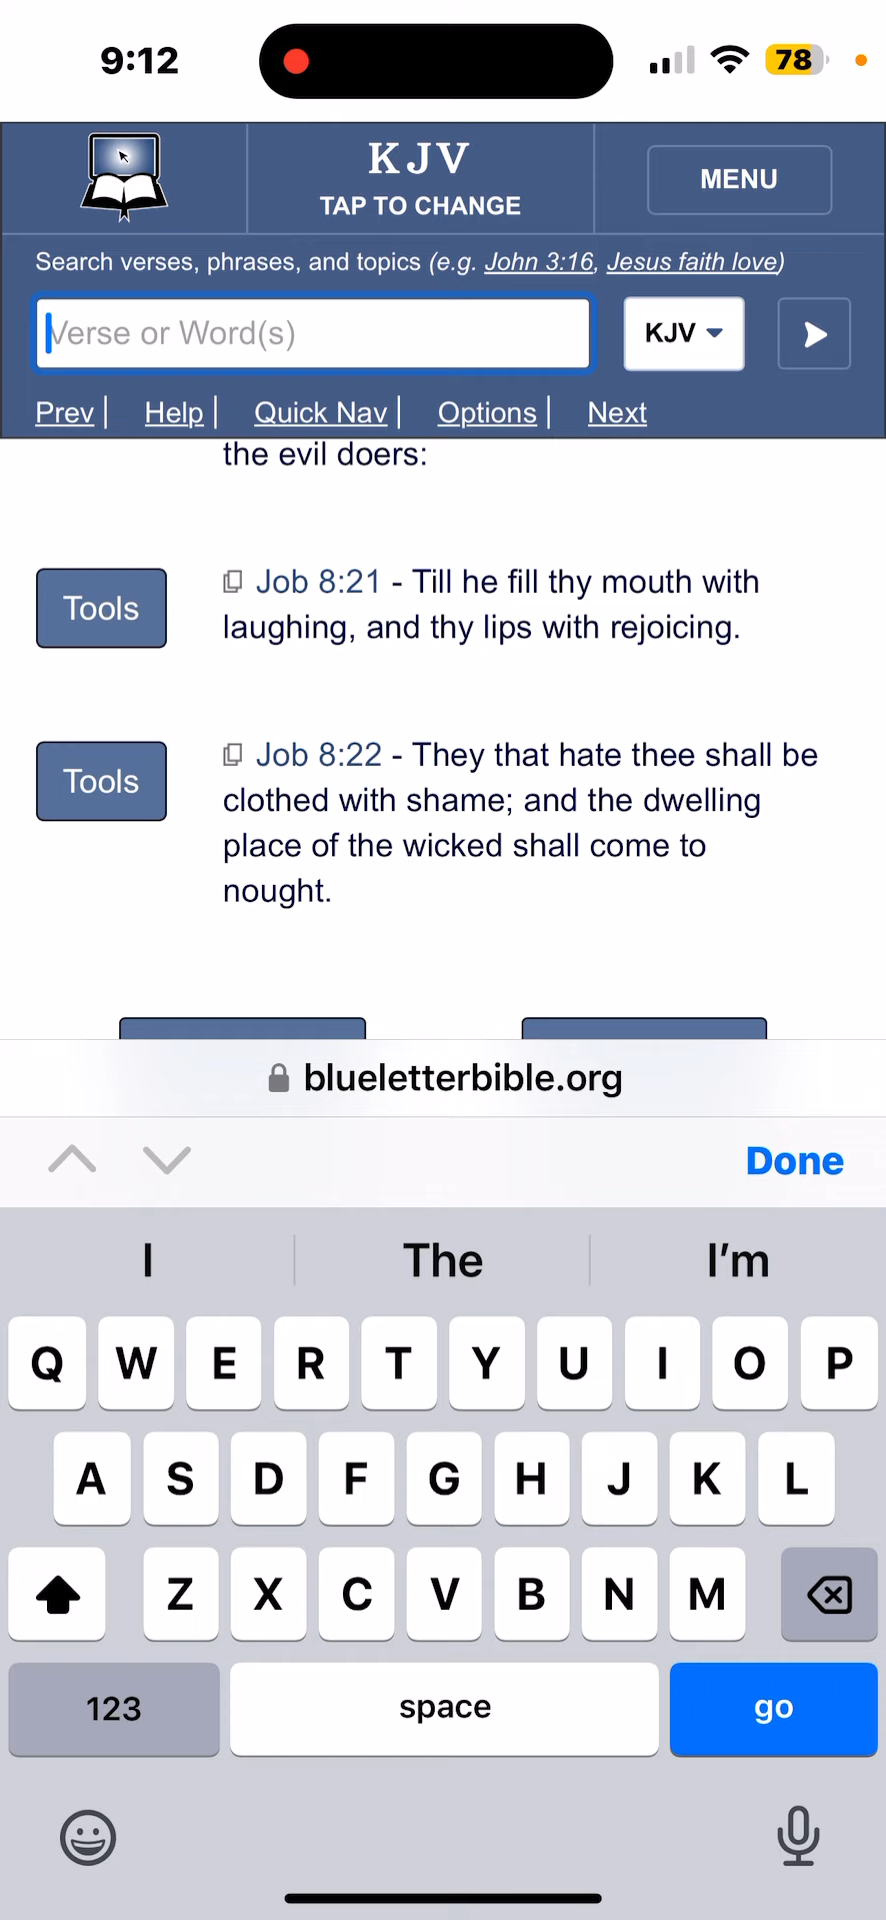 9:12
78
KJV
TAP TO CHANGE
MENU
Search verses, phrases, and topics (e.g. John 3:16, Jesus faith love)
Verse or Word(s)
KJV
Prev | Help | Quick Nav | Options | Next
the evil doers:
Tools
Job 8:21 - Till he fill thy mouth with
laughing, and thy lips with rejoicing.
Tools
Job 8:22 - They that hate thee shall be
clothed with shame; and the dwelling
place of the wicked shall come to
nought.
blueletterbible.org
Done
I The I’m
Q W E R T Y U I O P
A S D F G H J K L
Z X C V B N M
123 space go